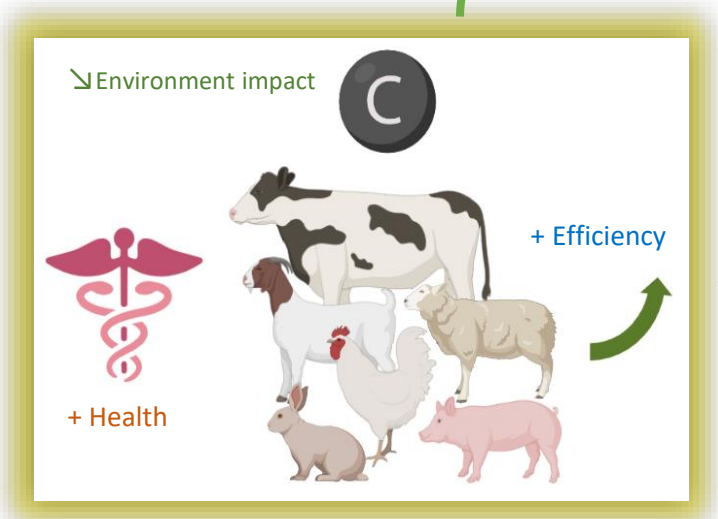 ↘Environment impact
C
+ Efficiency
+ Health